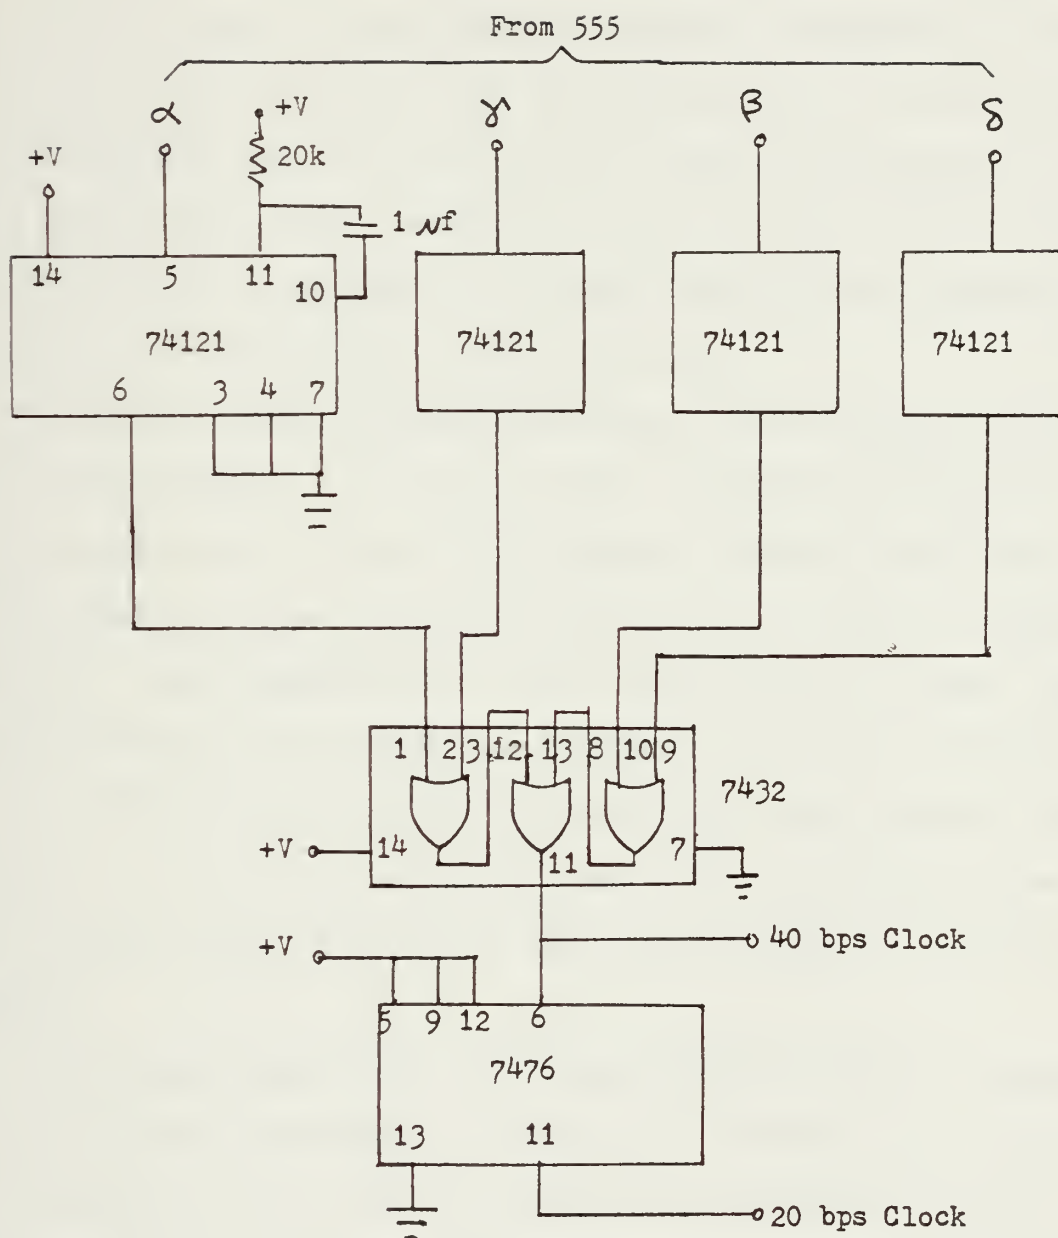 From 555
α +V γ β δ
+V 20k
1 μf
14 5 11 10
74121 74121 74121 74121
6 3 4 7
1 2 3 12 13 8 10 9
7432
+V 14 11 7
40 bps Clock
+V
5 9 12 6
7476
13 11
20 bps Clock